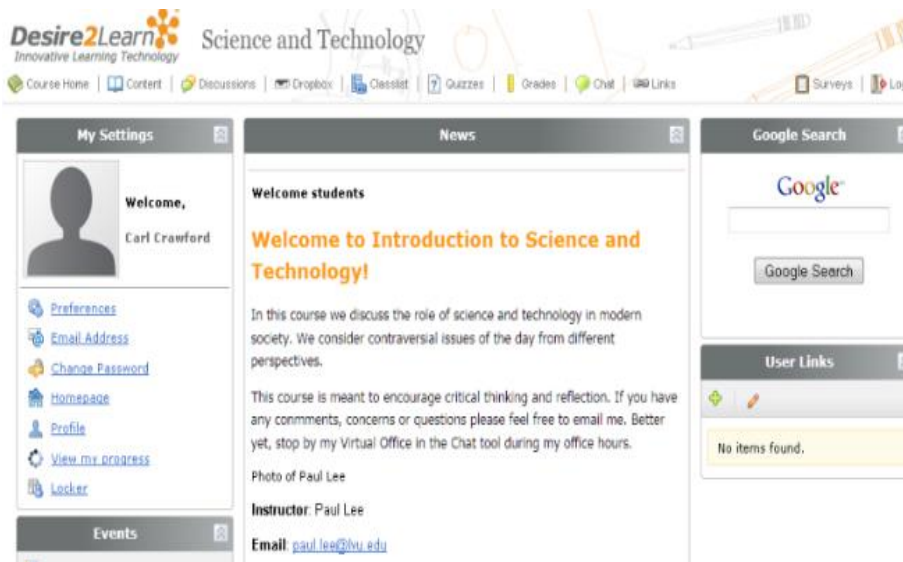 Desire2Learn
Innovative Learning Technology
Science and Technology
Course Home | Content | Discussions | Dropbox | Classlist | Quizzes | Grades | Chat | Links
Surveys |
My Settings
Welcome,
Carl Crawford
Preferences
Email Address
Change Password
Homepage
Profile
View my progress
Locker
Events
News
Welcome students
Welcome to Introduction to Science and
Technology!
In this course we discuss the role of science and technology in modern
society. We consider contraversial issues of the day from different
perspectives.
This course is meant to encourage critical thinking and reflection. If you have
any conmments, concerns or questions please feel free to email me. Better
yet, stop by my Virtual Office in the Chat tool during my office hours.
Photo of Paul Lee
Instructor: Paul Lee
Email: paul.lee@lvu.edu
Google Search
Google
Google Search
User Links
No items found.